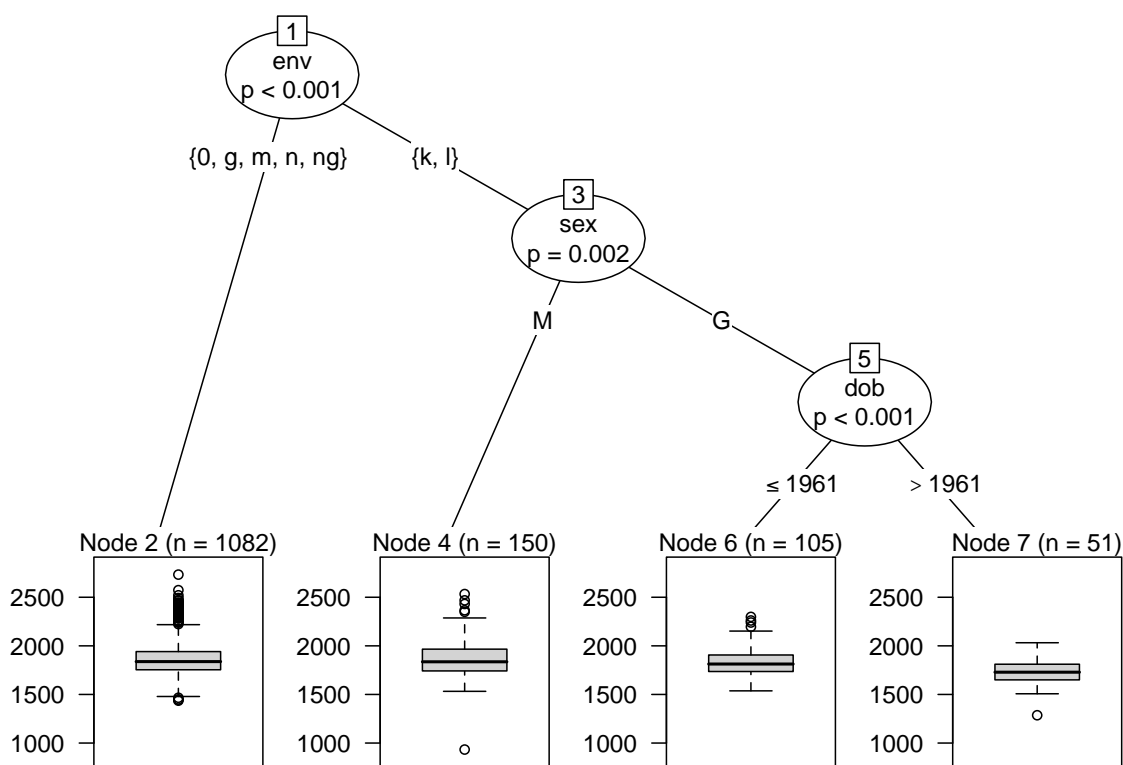 1
env
p < 0.001
{0, g, m, n, ng}
{k, l}
3
sex
p = 0.002
M
G
5
dob
p < 0.001
≤ 1961
> 1961
Node 2 (n = 1082)
2500
2000
1500
1000
Node 4 (n = 150)
2500
2000
1500
1000
Node 6 (n = 105)
2500
2000
1500
1000
Node 7 (n = 51)
2500
2000
1500
1000